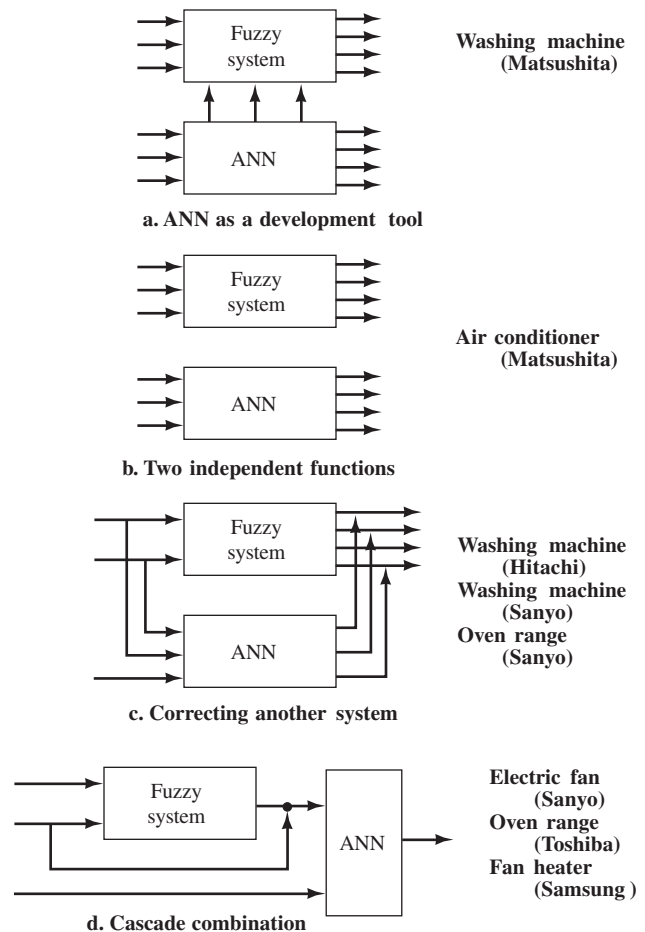 Fuzzy
system
Washing machine
(Matsushita)
ANN
a. ANN as a development tool
Fuzzy
system
Air conditioner
(Matsushita)
ANN
b. Two independent functions
Fuzzy
system
Washing machine
(Hitachi)
Washing machine
(Sanyo)
Oven range
(Sanyo)
ANN
c. Correcting another system
Fuzzy
system
ANN
Electric fan
(Sanyo)
Oven range
(Toshiba)
Fan heater
(Samsung )
d. Cascade combination